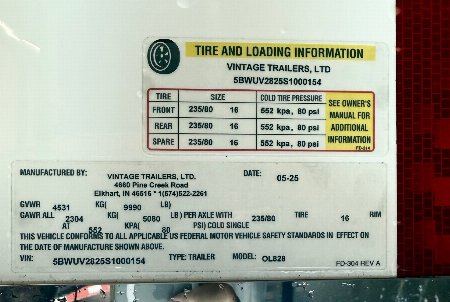 TIRE AND LOADING INFORMATION
VINTAGE TRAILERS, LTD
5BWUV2825S1000154
TIRE SIZE COLD TIRE PRESSURE SEE OWNER'S MANUAL FOR ADDITIONAL INFORMATION
FRONT 235/80 16 552 kpa, 80 psi
REAR 235/80 16 552 kpa, 80 psi
SPARE 235/80 16 552 kpa, 80 psi
FD-314
MANUFACTURED BY: VINTAGE TRAILERS, LTD. DATE: 05-25
4660 Pine Creek Road
Elkhart, IN 46516 * 1(574)522-2261
GVWR 4531 KG( 9990 LB)
GAWR ALL 2304 KG( 5080 LB) PER AXLE WITH 235/80 TIRE 16 RIM
AT 552 KPA( 80 PSI) COLD SINGLE
THIS VEHICLE CONFORMS TO ALL APPLICABLE US FEDERAL MOTOR VEHICLE SAFETY STANDARDS IN EFFECT ON
THE DATE OF MANUFACTURE SHOWN ABOVE.
VIN: 5BWUV2825S1000154 TYPE: TRAILER MODEL: OL828
FD-304 REV A